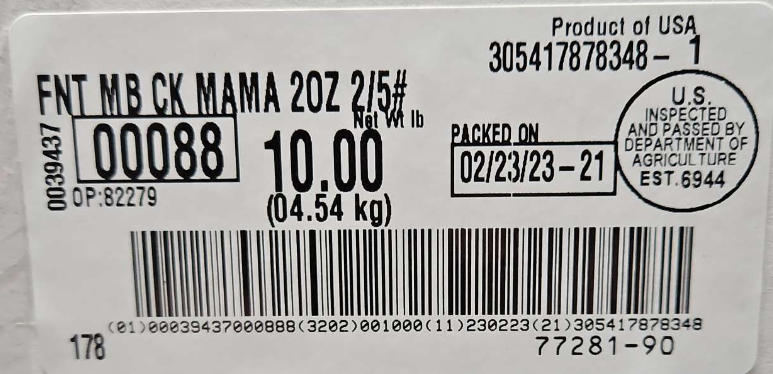 Product of USA
305417878348- 1
FNT MB CK MAMA 2OZ 2/5#
Net Wt lb
0039437
00088
10.00
(04.54 kg)
OP:82279
PACKED ON
02/23/23-21
U.S.
INSPECTED
AND PASSED BY
DEPARTMENT OF
AGRICULTURE
EST.6944
(01)00039437000888(3202)001000(11)230223(21)305417878348
178
77281-90